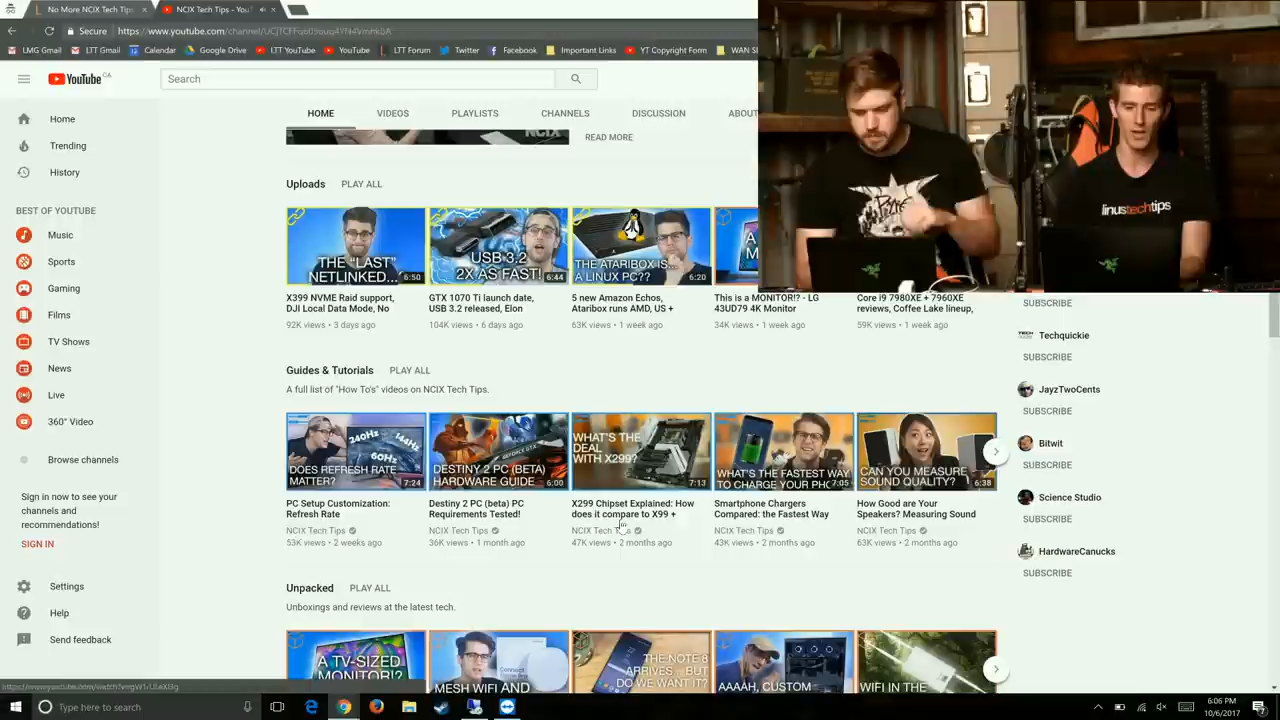 No More NCIX Tech Tips
NCIX Tech Tips - You
Secure
https://www.youtube.com/channel/
LMG Gmail
LTT Gmail
Calendar
Google Drive
LTT YouTube
YouTube
LTT Forum
Twitter
Facebook
Important Links
YT Copyright Form
WAN
YouTube CA
Search
HOME
VIDEOS
PLAYLISTS
CHANNELS
DISCUSSION
ABOUT
Home
Trending
History
BEST OF YOUTUBE
Music
Sports
Gaming
Films
TV Shows
News
Live
360° Video
Browse channels
Sign in now to see your
channels and
recommendations!
SIGN IN
Settings
Help
Send feedback
NCIX
READ MORE
Uploads PLAY ALL
THE "LAST"
NETLINKED...
6:50
X399 NVME Raid support,
DJI Local Data Mode, No
92K views • 3 days ago
USB 3.2
2X AS FAST!
6:44
GTX 1070 Ti launch date,
USB 3.2 released, Elon
104K views • 6 days ago
THE ATARIBOX IS...
A LINUX PC??
6:20
5 new Amazon Echos,
Ataribox runs AMD, US +
63K views • 1 week ago
This is a MONITOR!? - LG
43UD79 4K Monitor
34K views • 1 week ago
Core i9 7980XE + 7960XE
reviews, Coffee Lake lineup,
59K views • 1 week ago
Guides & Tutorials PLAY ALL
A full list of "How To's" videos on NCIX Tech Tips.
240Hz
144Hz
60Hz
DOES REFRESH RATE
MATTER?
7:24
PC Setup Customization:
Refresh Rate
NCIX Tech Tips
53K views • 2 weeks ago
GEFORCE GTX
DESTINY 2 PC (BETA)
HARDWARE GUIDE
6:00
Destiny 2 PC (beta) PC
Requirements Tested!
NCIX Tech Tips
36K views • 1 month ago
WHAT'S THE
DEAL
WITH X299?
7:13
X299 Chipset Explained: How
does it compare to X99 +
NCIX Tech Tips
47K views • 2 months ago
WHAT'S THE FASTEST WAY
TO CHARGE YOUR PHO
7:05
Smartphone Chargers
Compared: the Fastest Way
NCIX Tech Tips
43K views • 2 months ago
CAN YOU MEASURE
SOUND QUALITY?
6:38
How Good are Your
Speakers? Measuring Sound
NCIX Tech Tips
63K views • 2 months ago
Unpacked PLAY ALL
Unboxings and reviews at the latest tech.
A TV-SIZED
MONITOR!?
MESH WIFI AND
THE NOTE 8
ARRIVES... BUT
DO WE WANT IT?
AAAAH, CUSTOM
WIFI IN THE
SUBSCRIBE
Techquickie
SUBSCRIBE
JayzTwoCents
SUBSCRIBE
Bitwit
SUBSCRIBE
Science Studio
SUBSCRIBE
HardwareCanucks
SUBSCRIBE
linustechtips
Type here to search
6:06 PM
10/6/2017